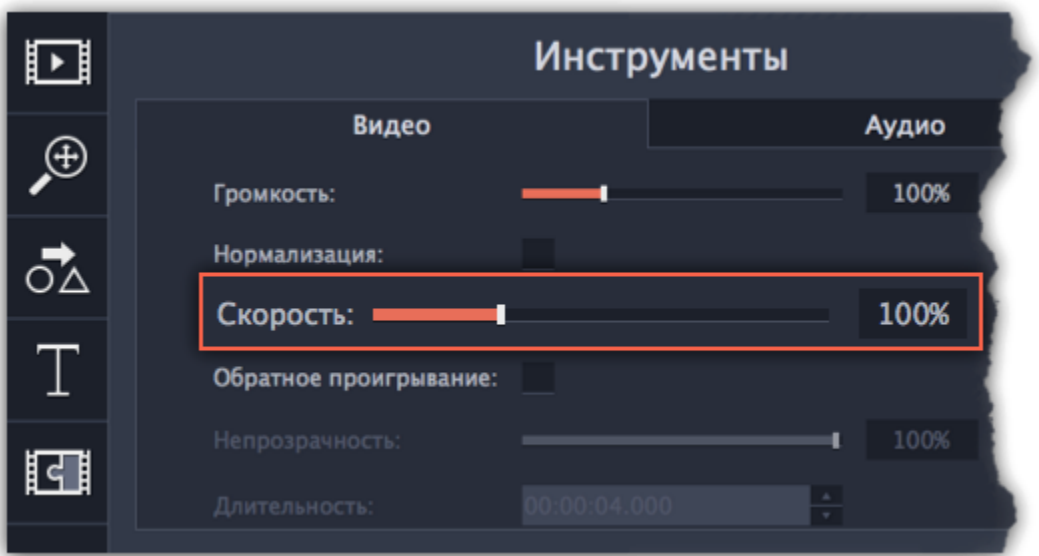 Инструменты
Видео Аудио
Громкость: 100%
Нормализация:
Скорость: 100%
Обратное проигрывание:
Непрозрачность: 100%
Длительность: 00:00:04.000